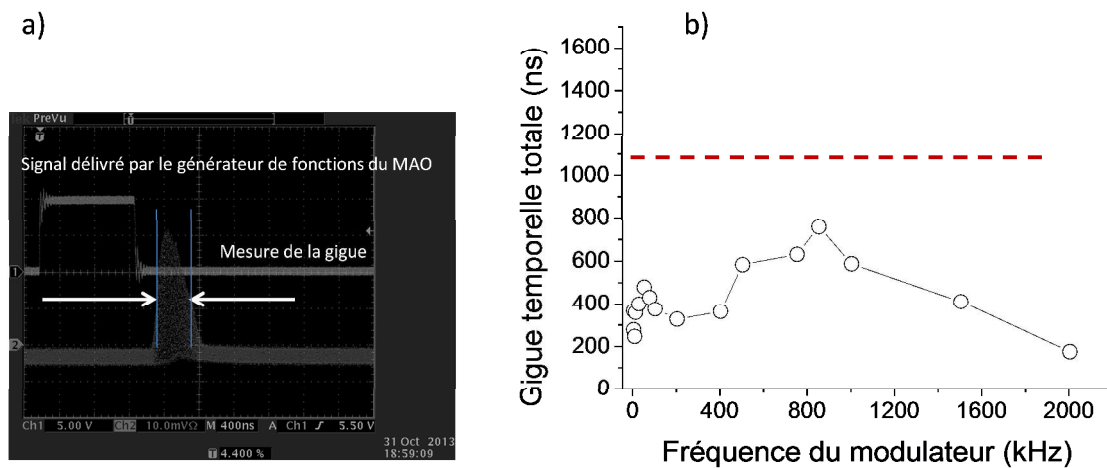 a)
PreVu
Signal délivré par le générateur de fonctions du MAO
Mesure de la gigue
1
2
Ch1 5.00 V Ch2 10.0mVΩ M 400ns A Ch1 5.50 V
31 Oct 2013
18:59:09
4.400 %
b)
Gigue temporelle totale (ns)
1600
1400
1200
1000
800
600
400
200
0
0 400 800 1200 1600 2000
Fréquence du modulateur (kHz)